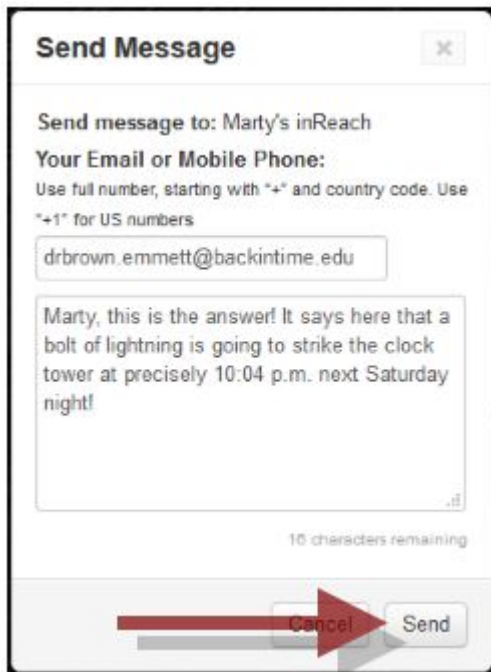 Send Message
×
Send message to: Marty's inReach
Your Email or Mobile Phone:
Use full number, starting with "+" and country code. Use
"+1" for US numbers
drbrown.emmett@backintime.edu
Marty, this is the answer! It says here that a
bolt of lightning is going to strike the clock
tower at precisely 10:04 p.m. next Saturday
night!
16 characters remaining
Cancel Send